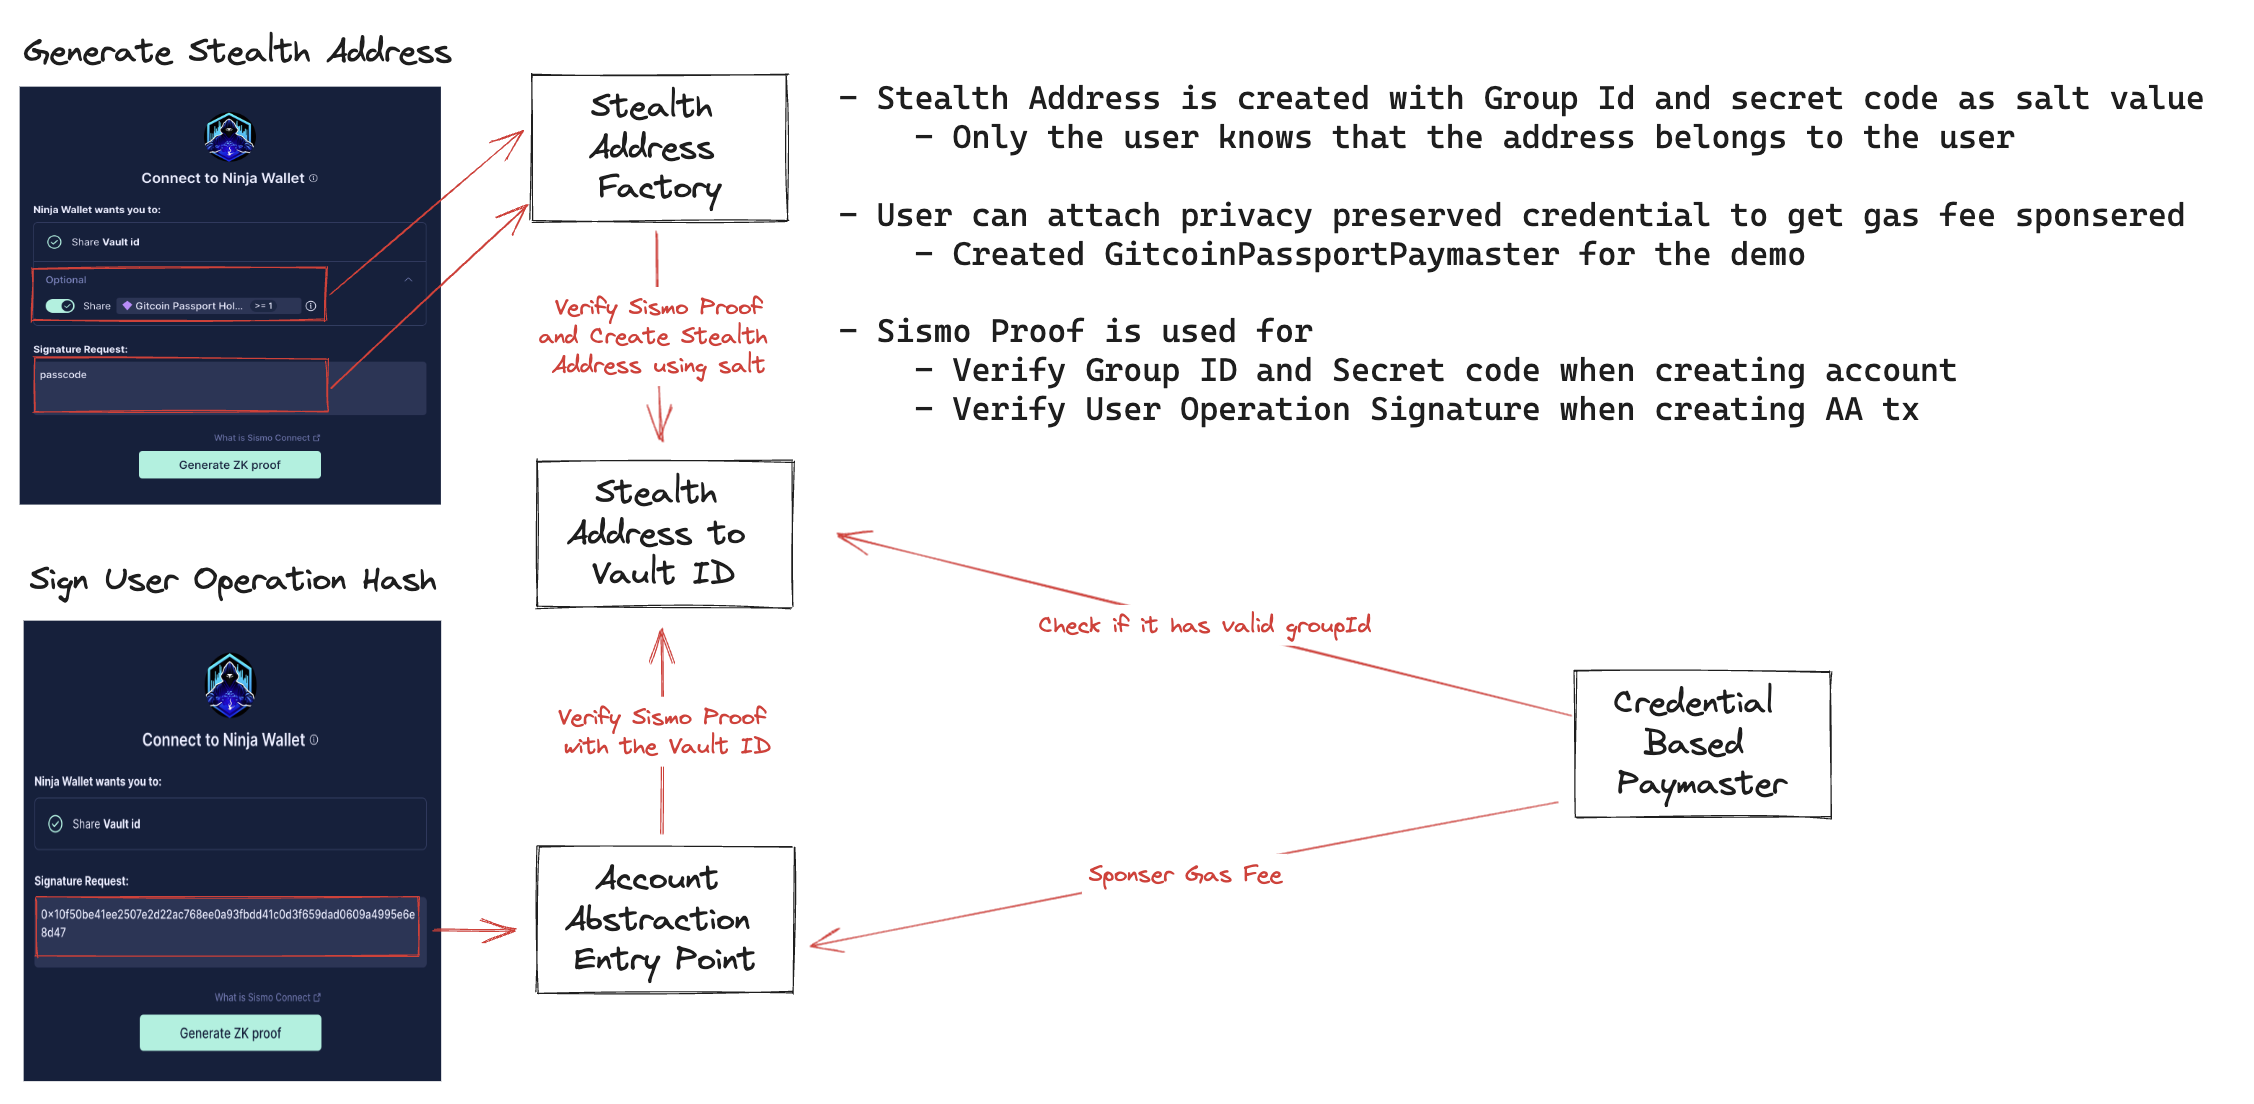 Generate Stealth Address
Connect to Ninja Wallet
Ninja Wallet wants you to:
Share Vault id
Optional
Share Gitcoin Passport Hol... >= 1
Signature Request:
passcode
What is Sismo Connect
Generate ZK proof
Sign User Operation Hash
Connect to Ninja Wallet
Ninja Wallet wants you to:
Share Vault id
Signature Request:
0×10f50be41ee2507e2d22ac768ee0a93fbdd41c0d3f659dad0609a4995e6e
8d47
What is Sismo Connect
Generate ZK proof
Stealth
Address
Factory
Verify Sismo Proof
and Create Stealth
Address using salt
Stealth
Address to
Vault ID
Verify Sismo Proof
with the Vault ID
Account
Abstraction
Entry Point
- Stealth Address is created with Group Id and secret code as salt value
- Only the user knows that the address belongs to the user
- User can attach privacy preserved credential to get gas fee sponsered
- Created GitcoinPassportPaymaster for the demo
- Sismo Proof is used for
- Verify Group ID and Secret code when creating account
- Verify User Operation Signature when creating AA tx
Check if it has valid groupId
Credential
Based
Paymaster
Sponser Gas Fee